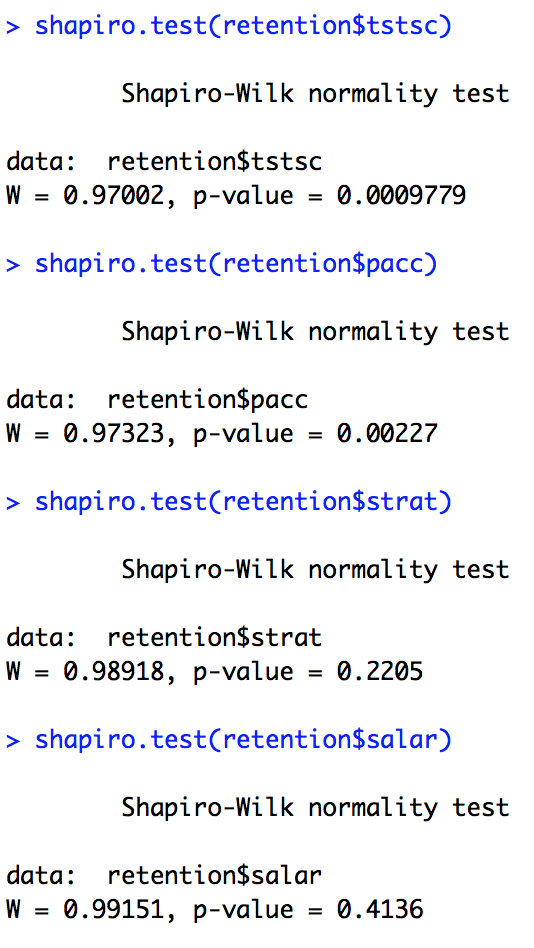 > shapiro.test(retention$tstsc)
Shapiro-Wilk normality test
data:  retention$tstsc
W = 0.97002, p-value = 0.0009779
> shapiro.test(retention$pacc)
Shapiro-Wilk normality test
data:  retention$pacc
W = 0.97323, p-value = 0.00227
> shapiro.test(retention$strat)
Shapiro-Wilk normality test
data:  retention$strat
W = 0.98918, p-value = 0.2205
> shapiro.test(retention$salar)
Shapiro-Wilk normality test
data:  retention$salar
W = 0.99151, p-value = 0.4136